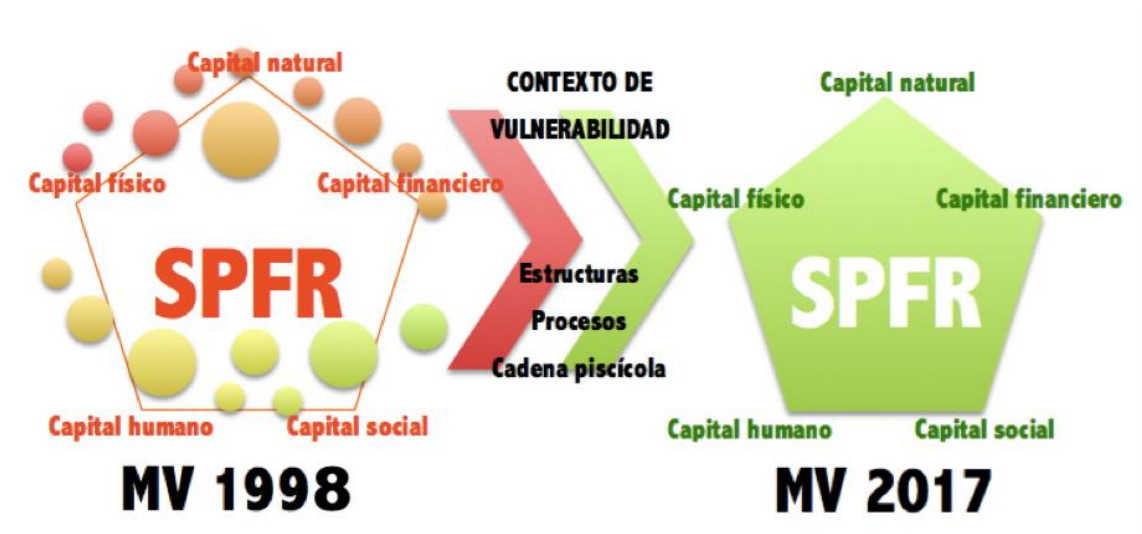 Capital natural
Capital físico
Capital financiero
SPFR
Capital humano
Capital social
MV 1998
CONTEXTO DE
VULNERABILIDAD
Estructuras
Procesos
Cadena piscícola
Capital natural
Capital físico
Capital financiero
SPFR
Capital humano
Capital social
MV 2017